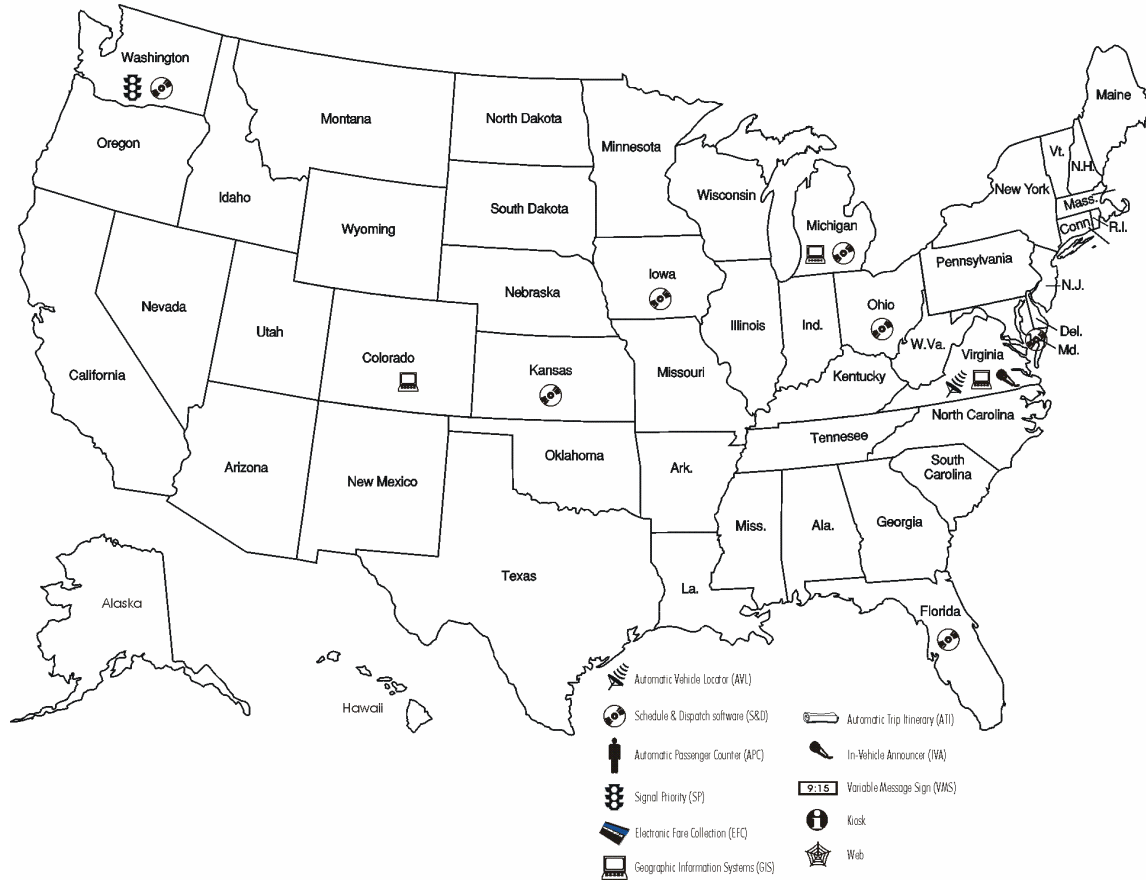 Washington
Maine
Montana
North Dakota
Minnesota
Oregon
Vt.
N.H.
Idaho
South Dakota
Wisconsin
New York
Mass.
Wyoming
Michigan
Conn.
R.I.
Iowa
Pennsylvania
Nebraska
N.J.
Nevada
Ohio
Utah
Illinois
Ind.
Del.
Colorado
W.Va.
Virginia
Md.
California
Kansas
Missouri
Kentucky
North Carolina
Tennesee
Oklahoma
Ark.
South
Carolina
Arizona
New Mexico
Miss.
Ala.
Georgia
Texas
La.
Alaska
Florida
Hawaii
Automatic Vehicle Locator (AVL)
Schedule & Dispatch software (S&D)
Automatic Passenger Counter (APC)
Signal Priority (SP)
Electronic Fare Collection (EFC)
Geographic Information Systems (GIS)
Automatic Trip Itinerary (ATI)
In-Vehicle Announcer (IVA)
9:15 Variable Message Sign (VMS)
Kiosk
Web